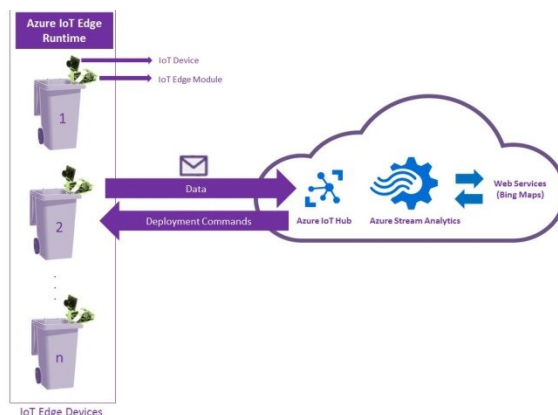 Azure IoT Edge
Runtime
IoT Device
IoT Edge Module
1
Data
2
Deployment Commands
Azure IoT Hub
Azure Stream Analytics
Web Services
(Bing Maps)
n
IoT Edge Devices